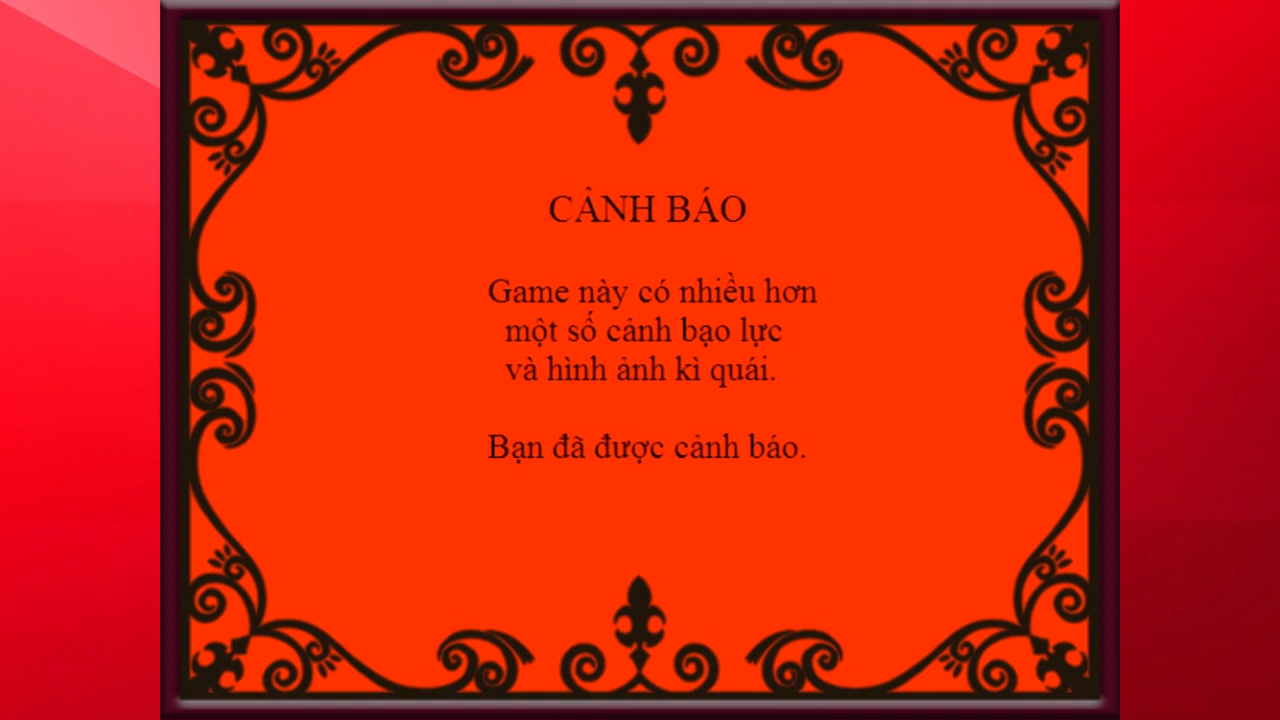 CẢNH BÁO
Game này có nhiều hơn
một số cảnh bạo lực
và hình ảnh kì quái.
Bạn đã được cảnh báo.